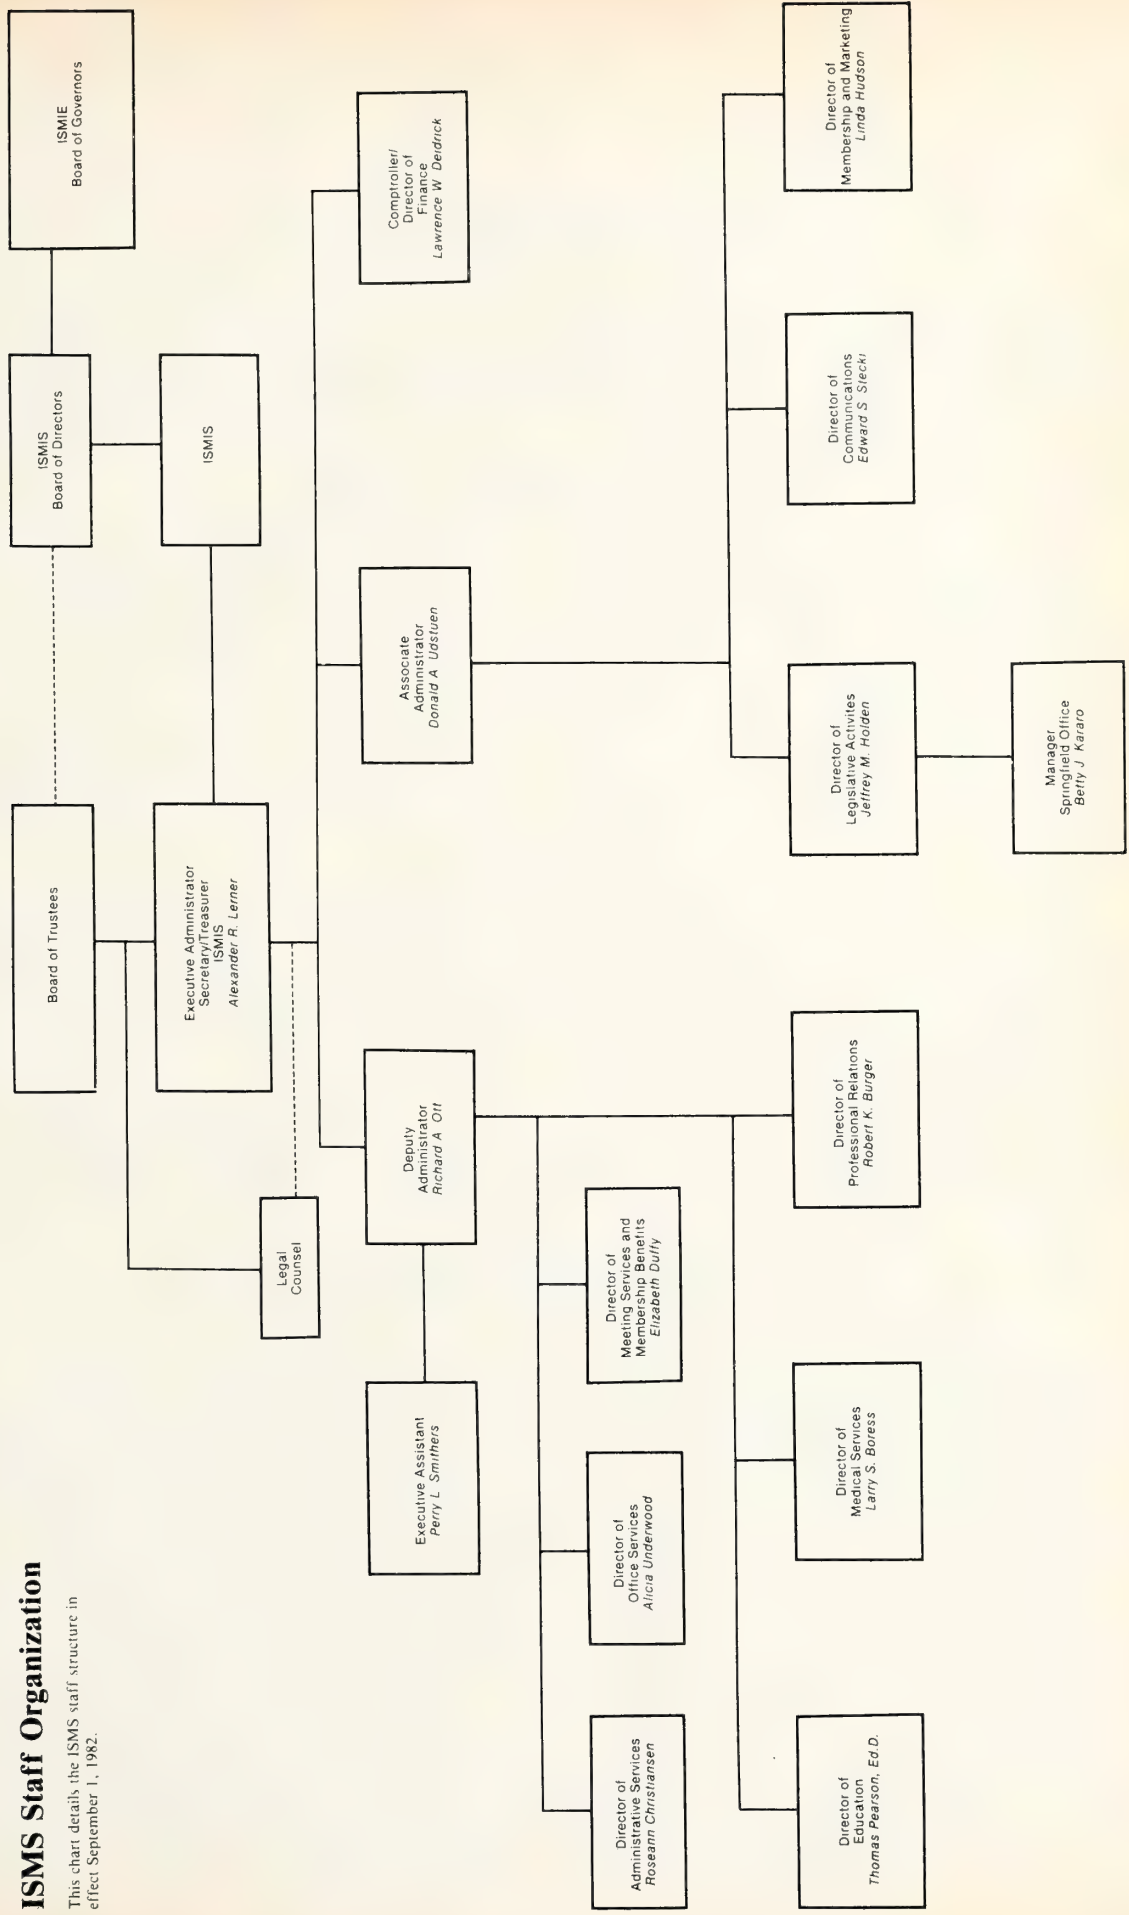 ISMS Staff Organization
This chart details the ISMS staff structure in
effect September 1, 1982.
Board of Trustees
ISMIS
Board of Directors
ISMIE
Board of Governors
Executive Administrator
Secretary/Treasurer
ISMIS
Alexander R. Lerner
ISMIS
Legal
Counsel
Executive Assistant
Perry L Smithers
Deputy
Administrator
Richard A Ott
Associate
Administrator
Donald A Udstuen
Comptroller/
Director of
Finance
Lawrence W Deidrick
Director of
Administrative Services
Roseann Christiansen
Director of
Office Services
Alicia Underwood
Director of
Meeting Services and
Membership Benefits
Elizabeth Duffy
Director of
Education
Thomas Pearson, Ed.D.
Director of
Medical Services
Larry S. Boress
Director of
Professional Relations
Robert K. Burger
Director of
Legislative Activites
Jeffrey M. Holden
Director of
Communications
Edward S Stecki
Director of
Membership and Marketing
Linda Hudson
Manager
Springfield Office
Betty J Kararo